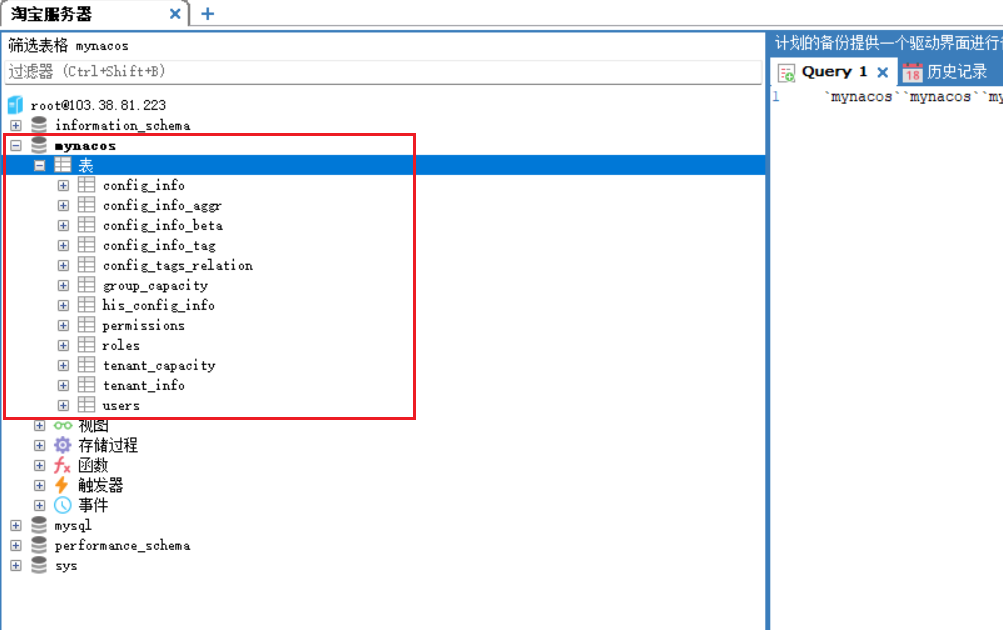 淘宝服务器
筛选表格 mynacos
过滤器 (Ctrl+Shift+B)
root@103.38.81.223
information_schema
mynacos
表
config_info
config_info_aggr
config_info_beta
config_info_tag
config_tags_relation
group_capacity
his_config_info
permissions
roles
tenant_capacity
tenant_info
users
视图
存储过程
函数
触发器
事件
mysql
performance_schema
sys
计划的备份提供一个驱动界面进行
Query 1
18 历史记录
1 `mynacos``mynacos``my